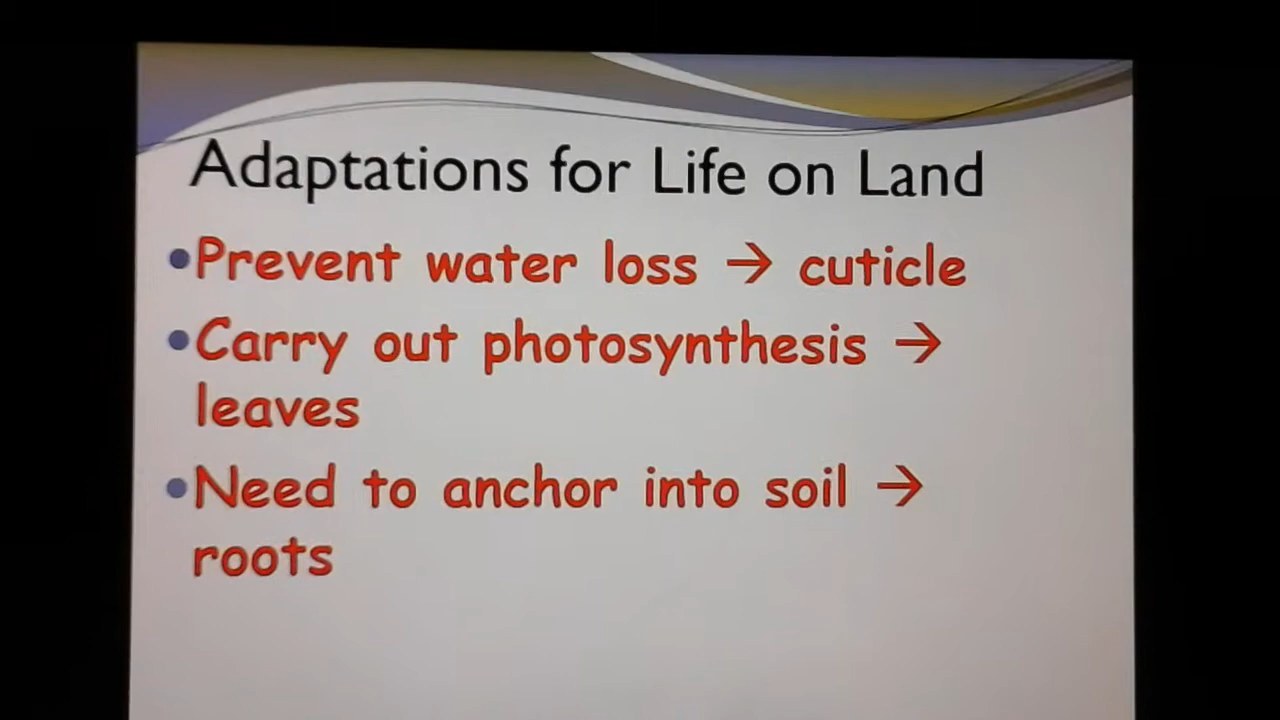 Adaptations for Life on Land
•Prevent water loss → cuticle
•Carry out photosynthesis →
leaves
•Need to anchor into soil →
roots